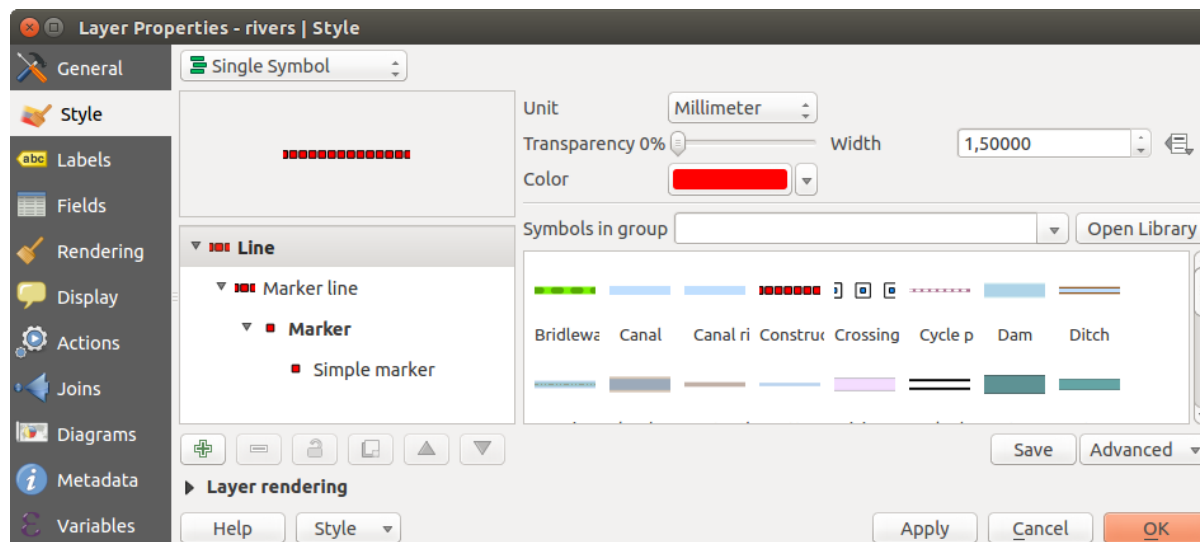 Layer Properties - rivers | Style
General
Style
abc Labels
Fields
Rendering
Display
Actions
Joins
Diagrams
Metadata
Variables
Single Symbol
Unit Millimeter
Transparency 0% Width 1,50000
Color
Symbols in group Open Library
Line
Marker line
Marker
Simple marker
Bridlewa Canal Canal ri Construc Crossing Cycle p Dam Ditch
Save Advanced
Layer rendering
Help Style Apply Cancel OK